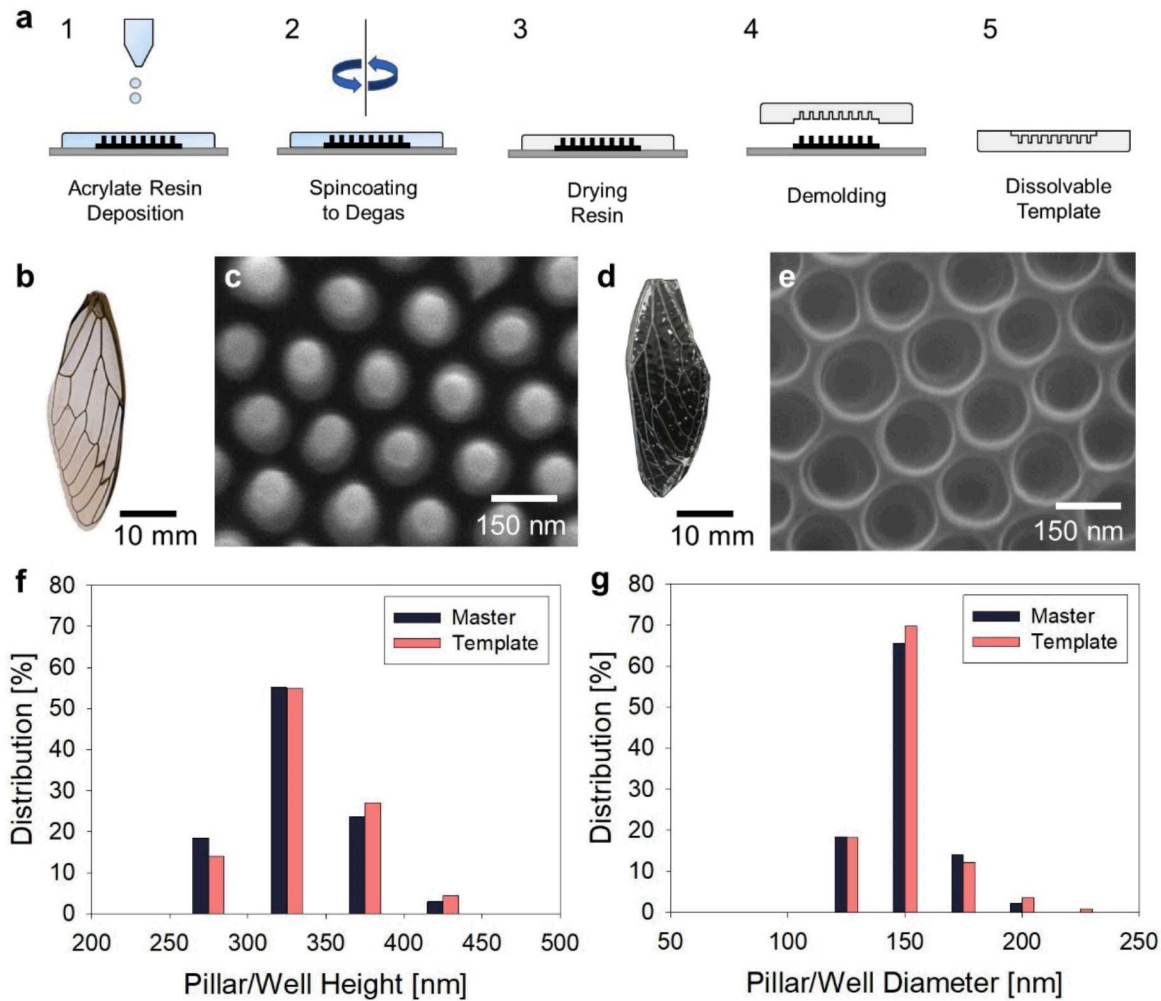 a
1
2
3
4
5
Acrylate Resin
Deposition
Spincoating
to Degas
Drying
Resin
Demolding
Dissolvable
Template
b
10 mm
c
150 nm
d
10 mm
e
150 nm
f
Distribution [%]
80
70
60
50
40
30
20
10
0
Master
Template
200
250
300
350
400
450
500
Pillar/Well Height [nm]
g
Distribution [%]
80
70
60
50
40
30
20
10
0
Master
Template
50
100
150
200
250
Pillar/Well Diameter [nm]